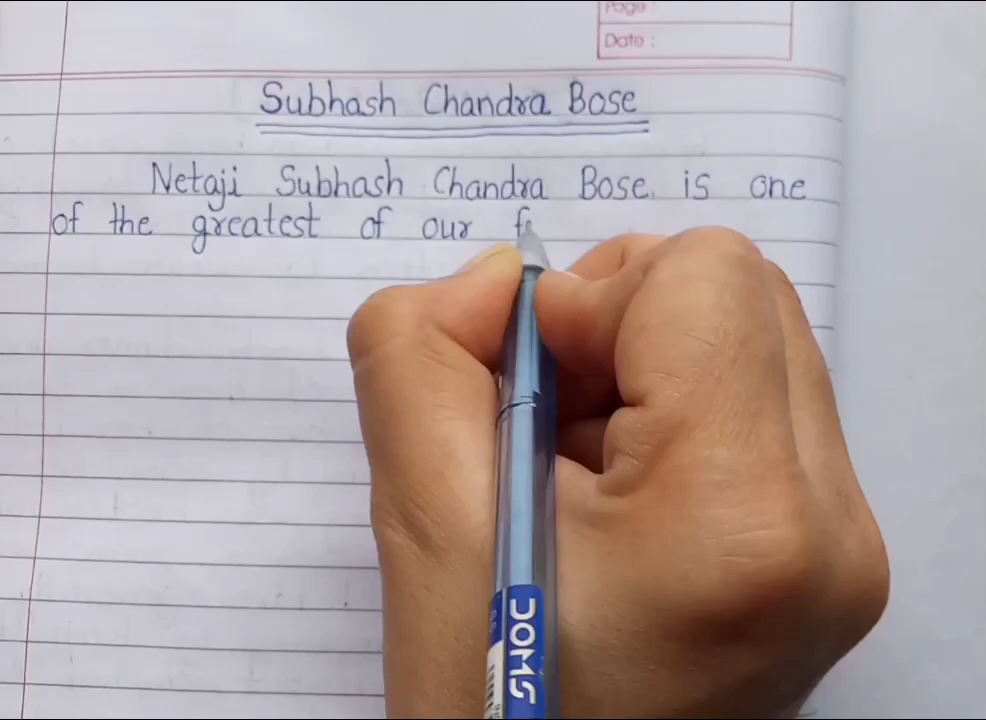 Page :
Date :
Subhash Chandra Bose
Netaji Subhash Chandra Bose is one
of the greatest of our
DOMS